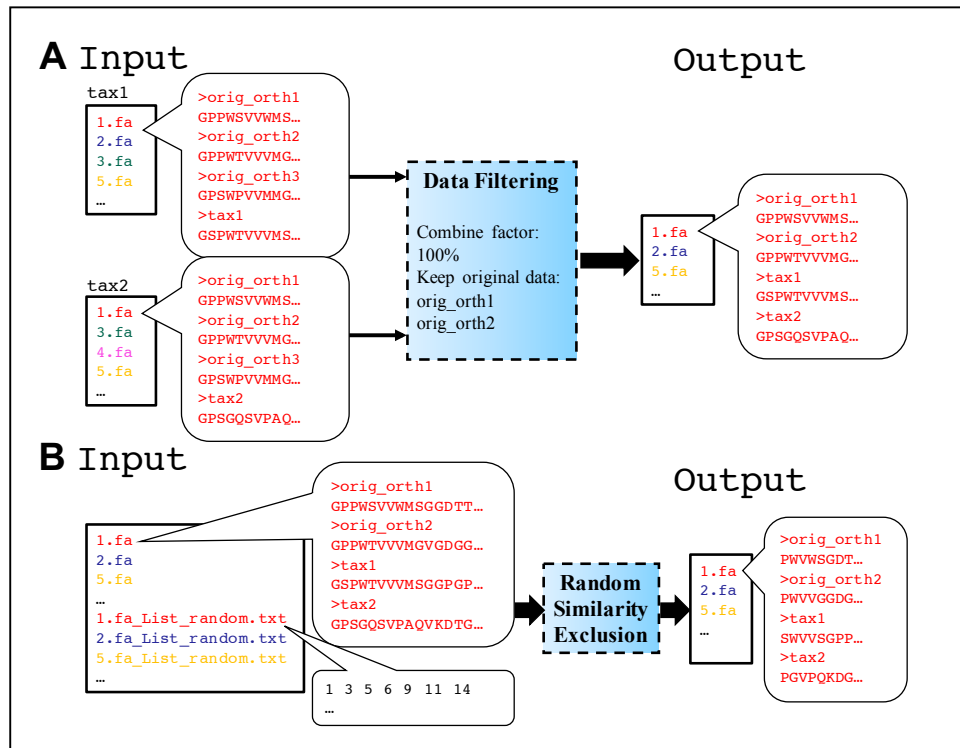 A Input
Output
tax1
1.fa
2.fa
3.fa
5.fa
…
>orig_orth1
GPPWSVVWMS…
>orig_orth2
GPPWTVVVMG…
>orig_orth3
GPSWPVVMMG…
>tax1
GSPWTVVVMS…
tax2
1.fa
3.fa
4.fa
5.fa
…
>orig_orth1
GPPWSVVWMS…
>orig_orth2
GPPWTVVVMG…
>orig_orth3
GPSWPVVMMG…
>tax2
GPSGQSVPAQ…
Data Filtering
Combine factor:
100%
Keep original data:
orig_orth1
orig_orth2
1.fa
2.fa
5.fa
…
>orig_orth1
GPPWSVVWMS…
>orig_orth2
GPPWTVVVMG…
>tax1
GSPWTVVVMS…
>tax2
GPSGQSVPAQ…
B Input
Output
1.fa
2.fa
5.fa
…
1.fa_List_random.txt
2.fa_List_random.txt
5.fa_List_random.txt
…
>orig_orth1
GPPWSVVWMSGGDTT…
>orig_orth2
GPPWTVVVMGVGDGG…
>tax1
GSPWTVVVMSGGPGP…
>tax2
GPSGQSVPAQVKDTG…
1 3 5 6 9 11 14
…
Random
Similarity
Exclusion
1.fa
2.fa
5.fa
…
>orig_orth1
PWVWSGDT…
>orig_orth2
PWVVGGDG…
>tax1
SWVVSGPP…
>tax2
PGVPQKDG…